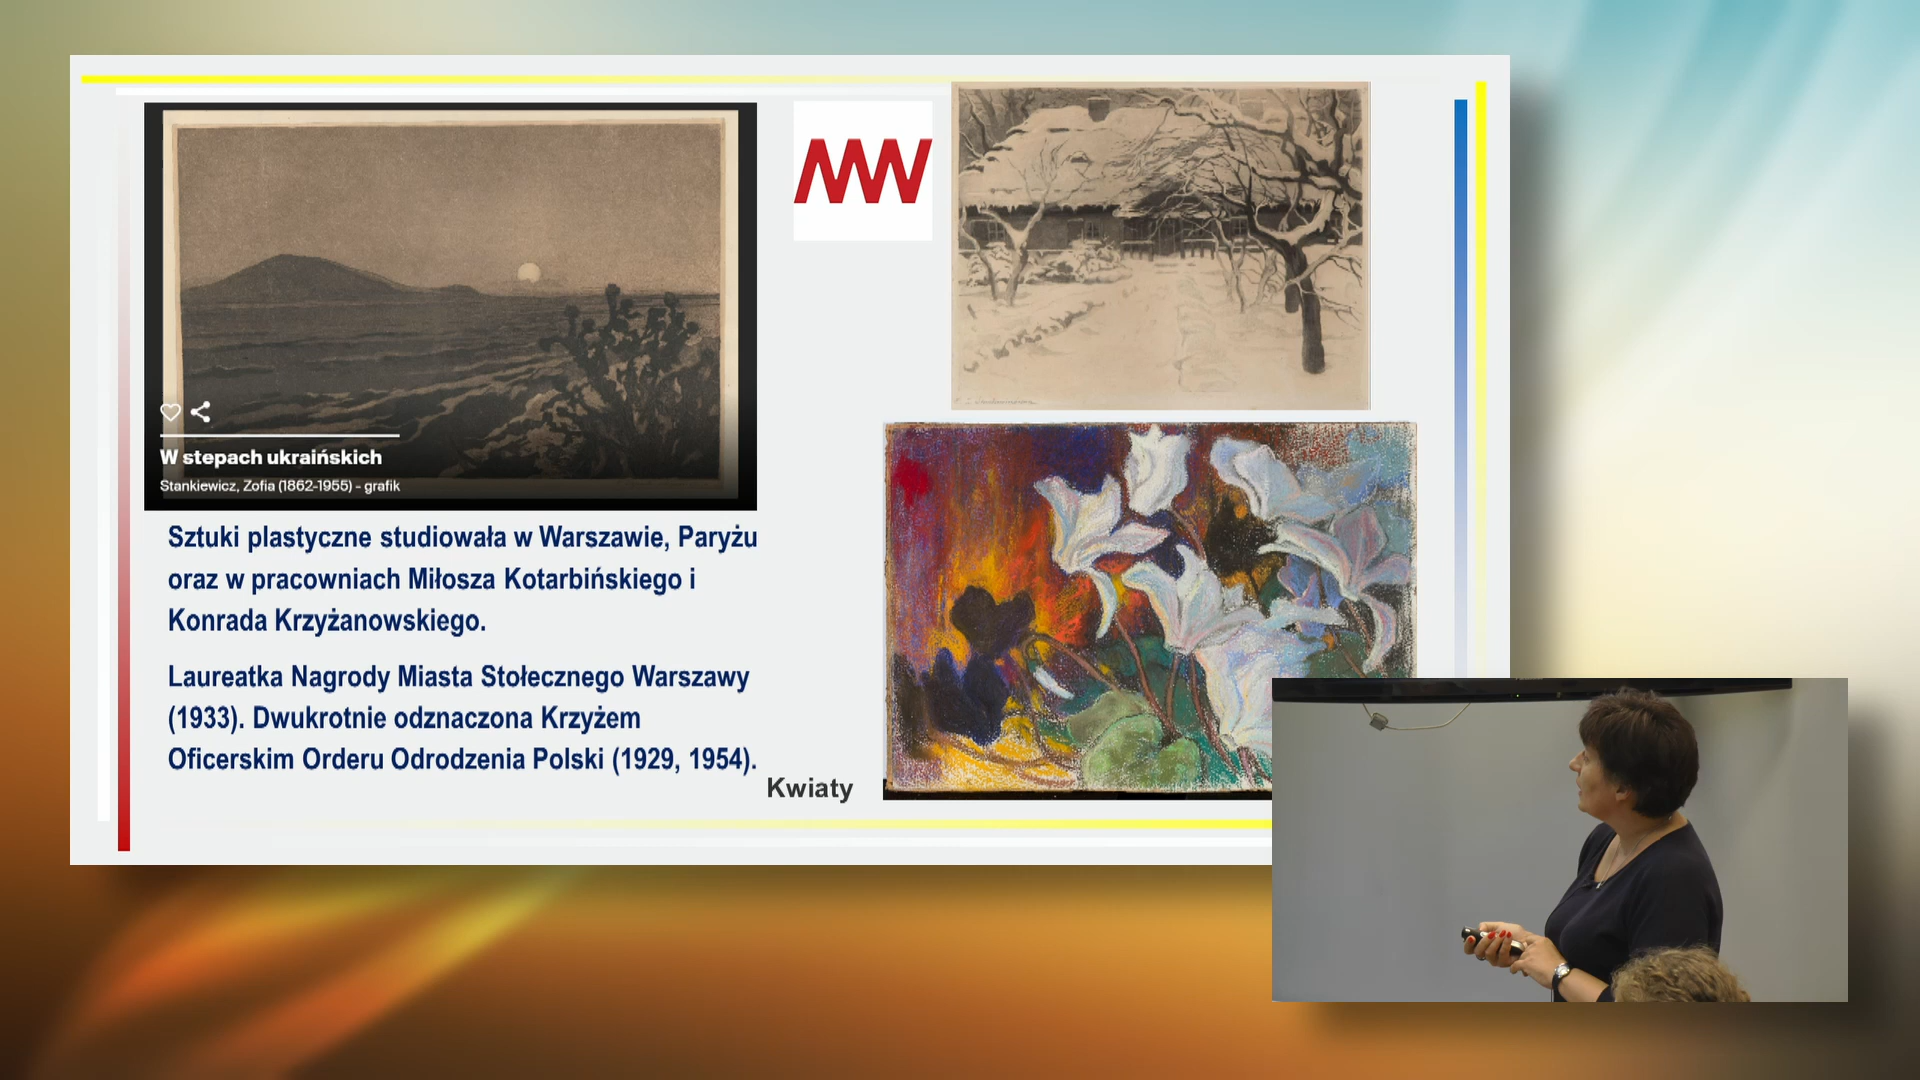 W stepach ukraińskich
Stankiewicz, Zofia (1862-1955) - grafik
Sztuki plastyczne studiowała w Warszawie, Paryżu
oraz w pracowniach Miłosza Kotarbińskiego i
Konrada Krzyżanowskiego.
Laureatka Nagrody Miasta Stołecznego Warszawy
(1933). Dwukrotnie odznaczona Krzyżem
Oficerskim Orderu Odrodzenia Polski (1929, 1954).
Kwiaty